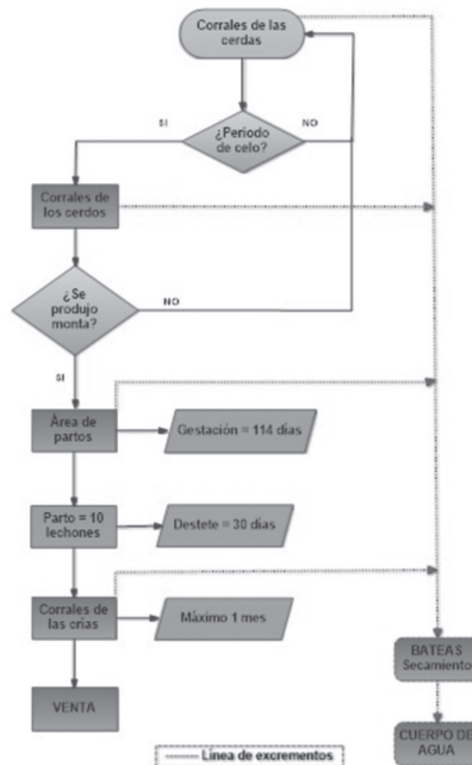 Corrales de las
cerdas
SI
¿Periodo
de celo?
NO
Corrales de
los cerdos
¿Se
produjo
monta?
NO
SI
Área de
partos
Gestación = 114 días
Parto = 10
lechones
Destete = 30 días
Corrales de
las crías
Máximo 1 mes
VENTA
BATEAS
Secamiento
CUERPO DE
AGUA
Línea de excrementos